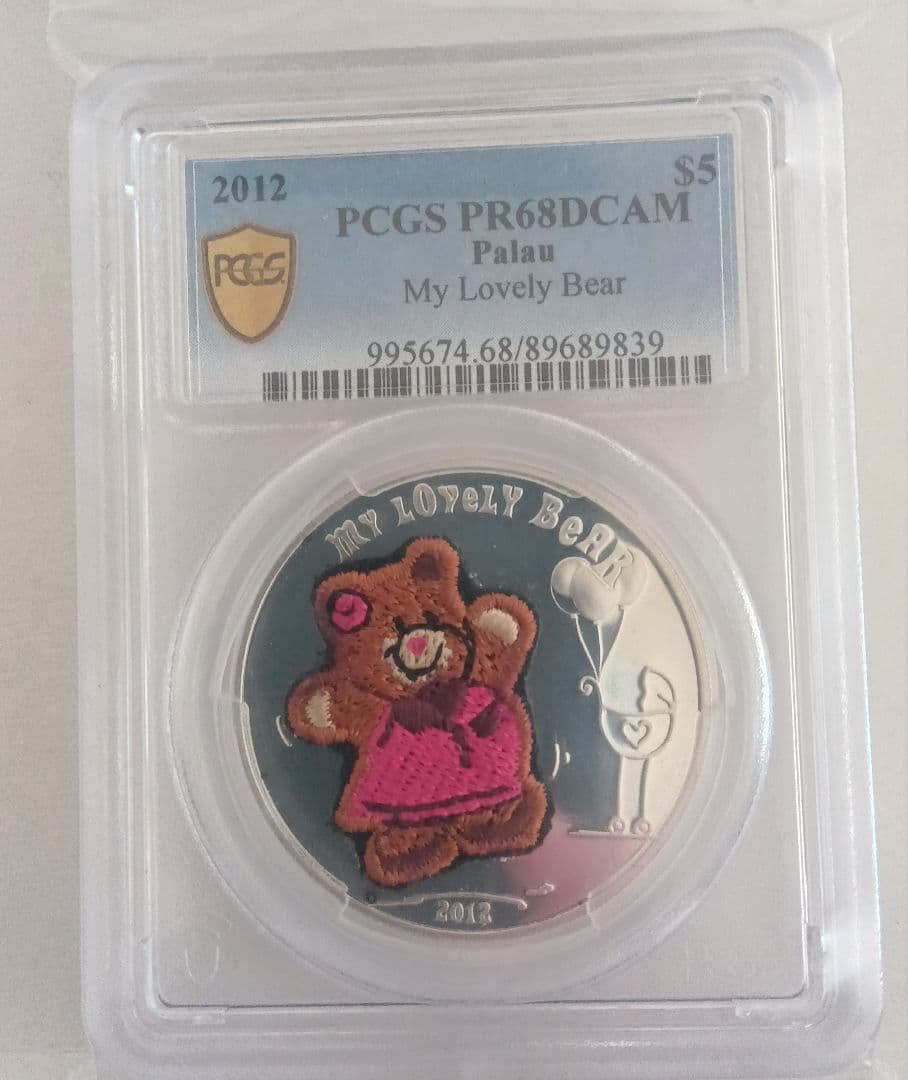 2012
$5
PCGS PR68DCAM
Palau
PCGS
My Lovely Bear
995674.68/89689839
MY LOVELY BEAR
2012